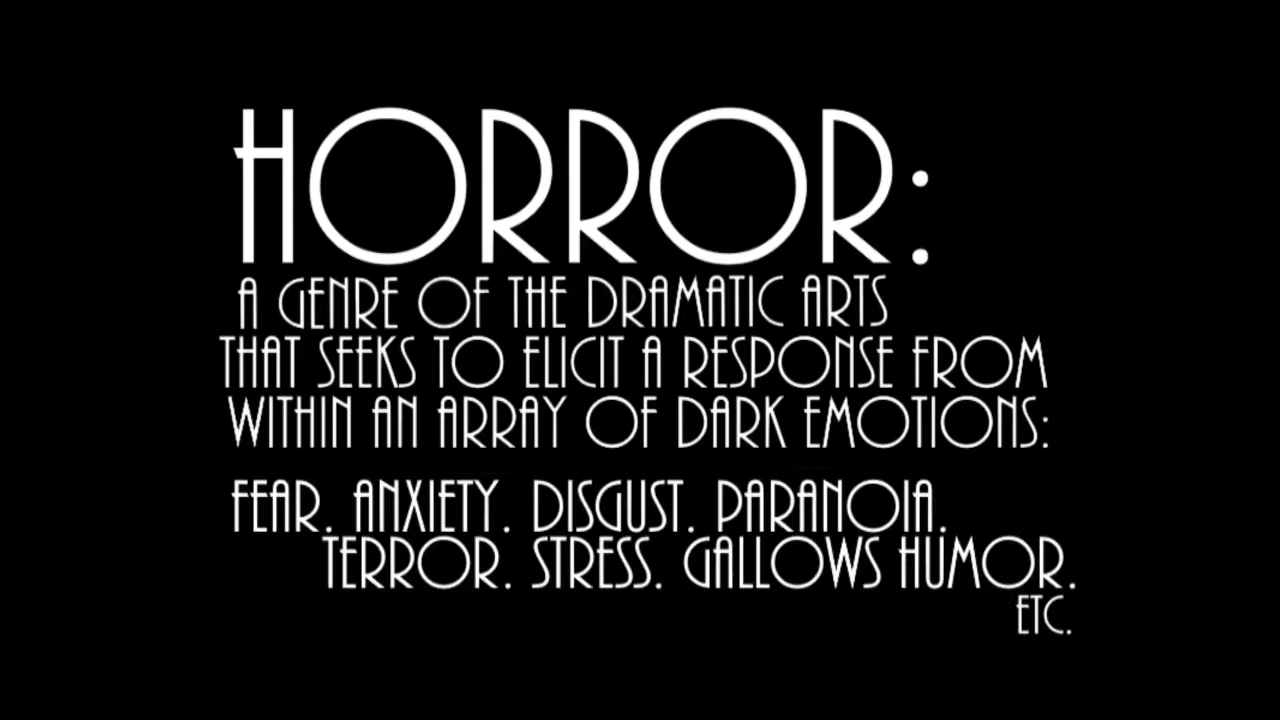 HORROR:
A GENRE OF THE DRAMATIC ARTS
THAT SEEKS TO ELICIT A RESPONSE FROM
WITHIN AN ARRAY OF DARK EMOTIONS:
FEAR. ANXIETY. DISGUST. PARANOIA.
TERROR. STRESS. GALLOWS HUMOR.
ETC.